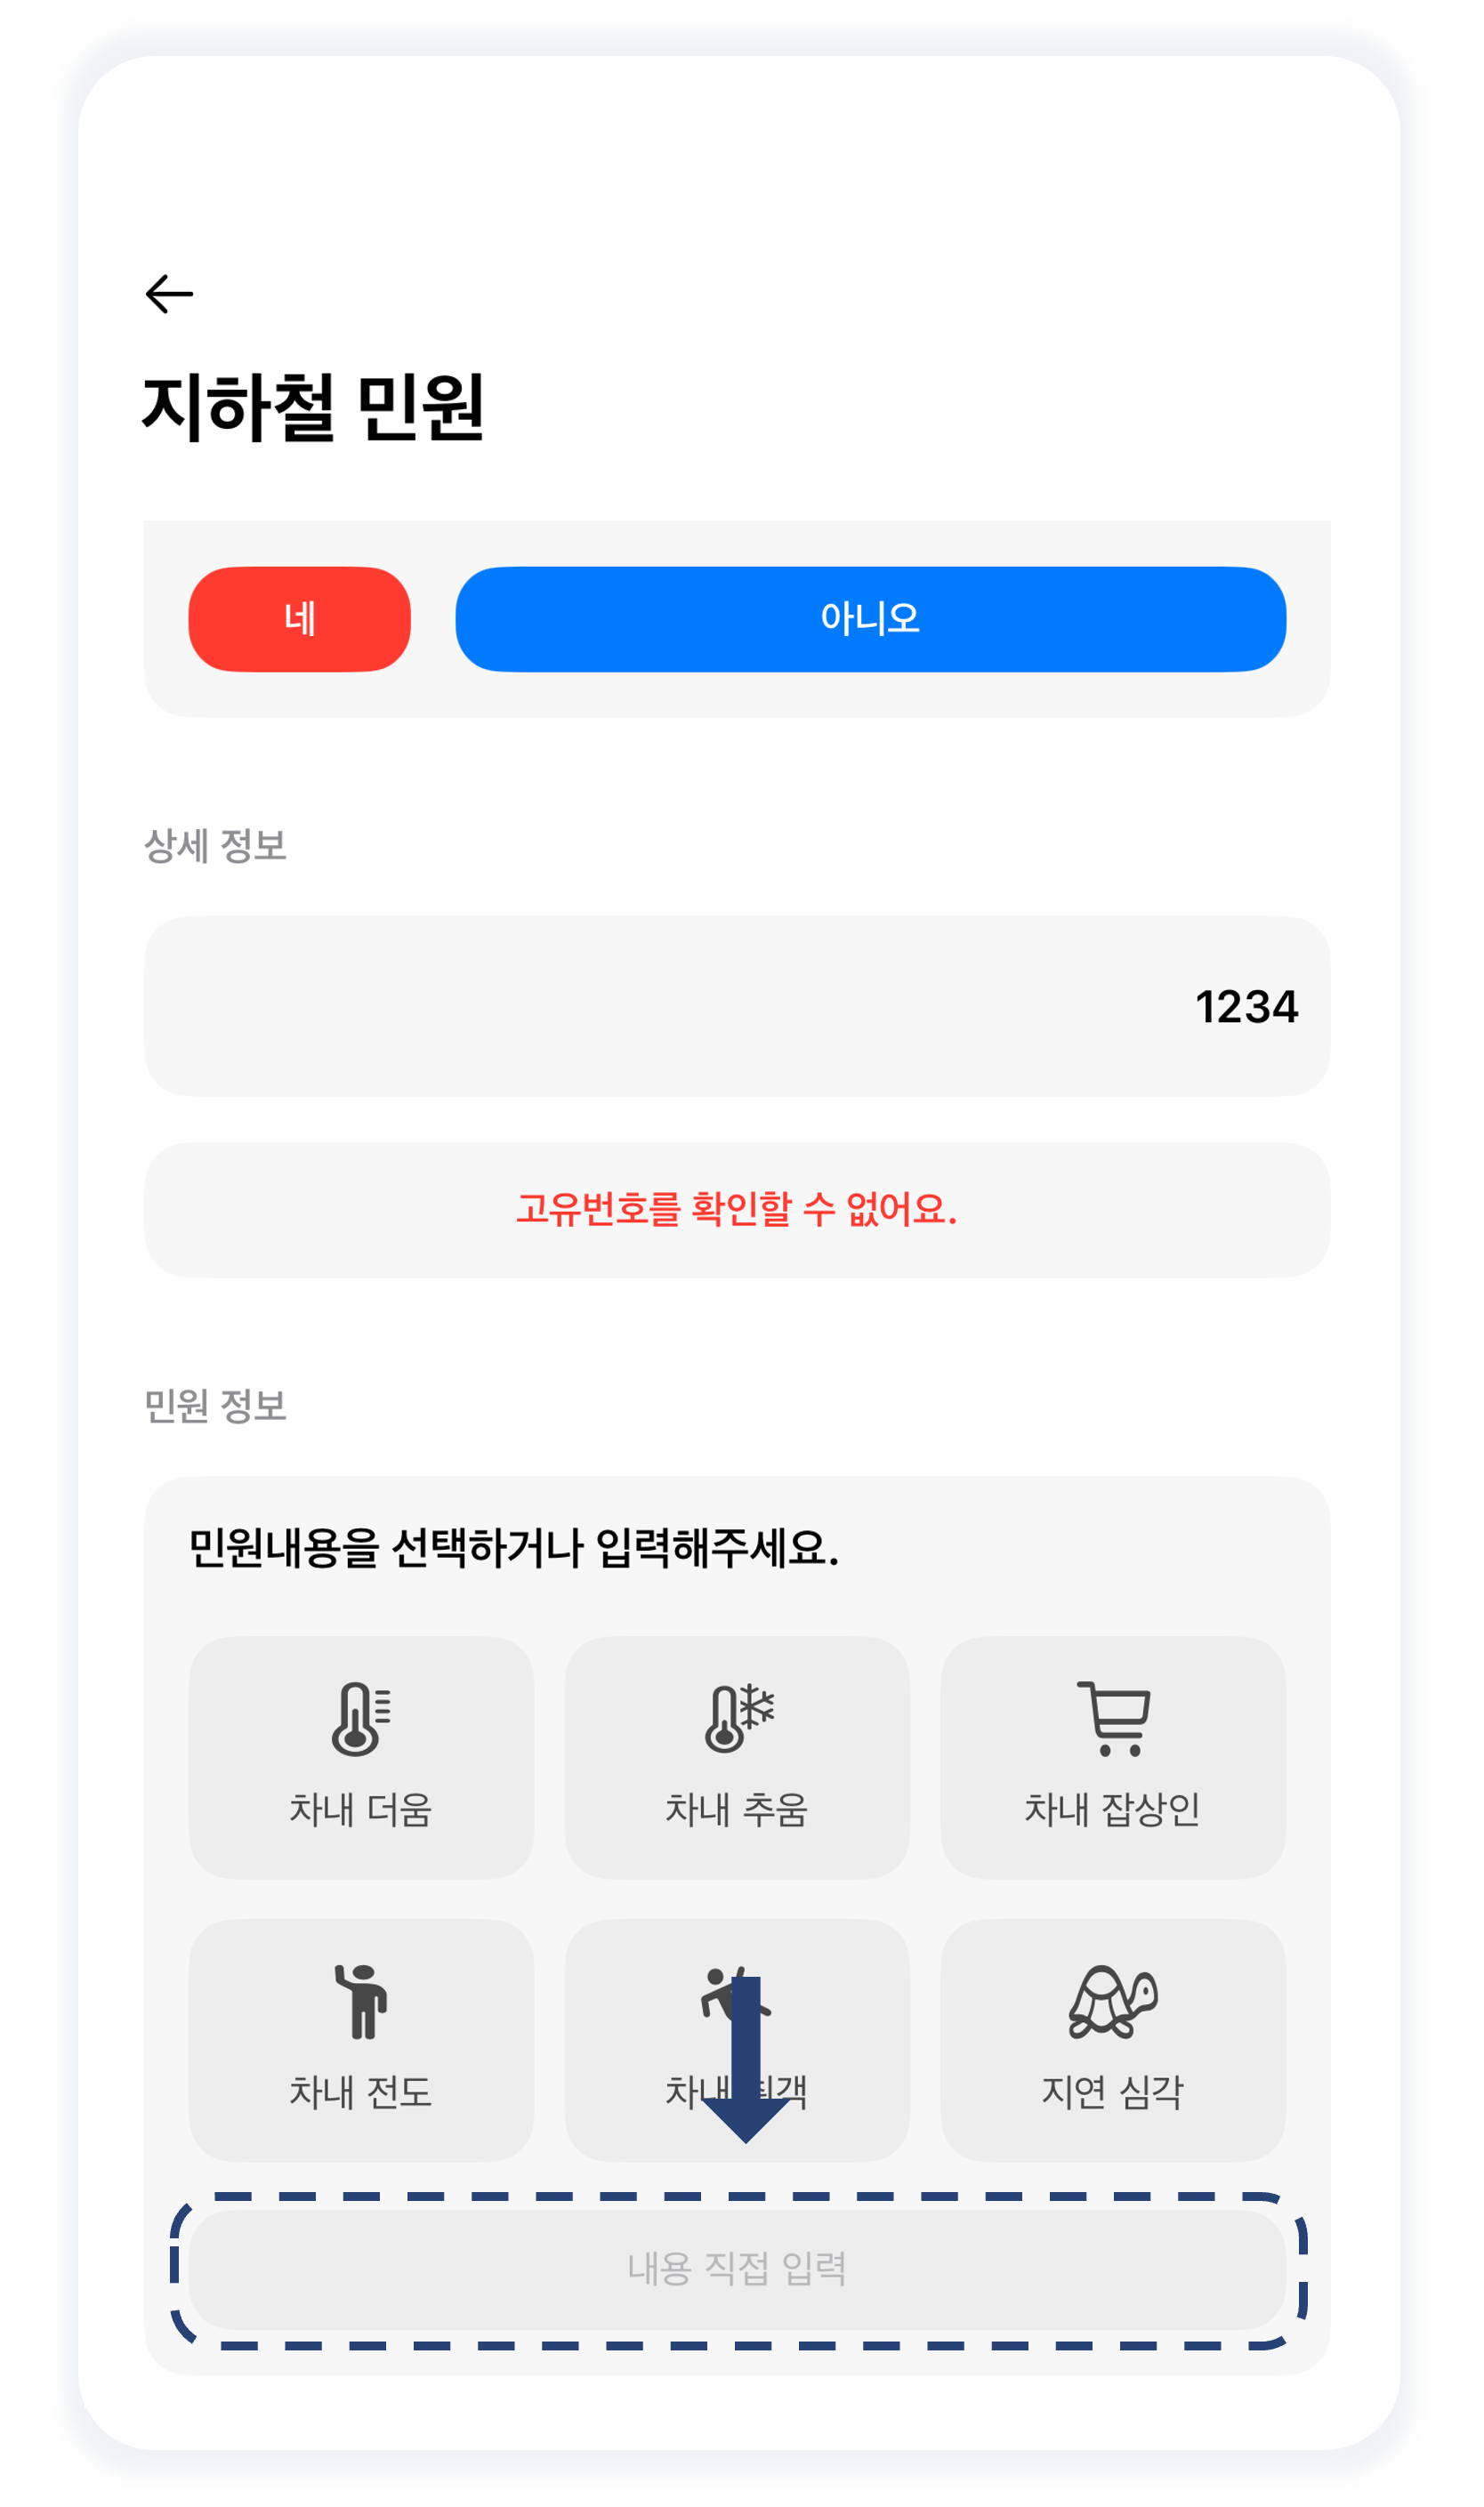 지하철 민원
네
아니오
상세 정보
1234
고유번호를 확인할 수 없어요.
민원 정보
민원내용을 선택하거나 입력해주세요.
차내 더움
차내 추움
차내 잡상인
차내 전도
차내
지연 심각
내용 직접 입력